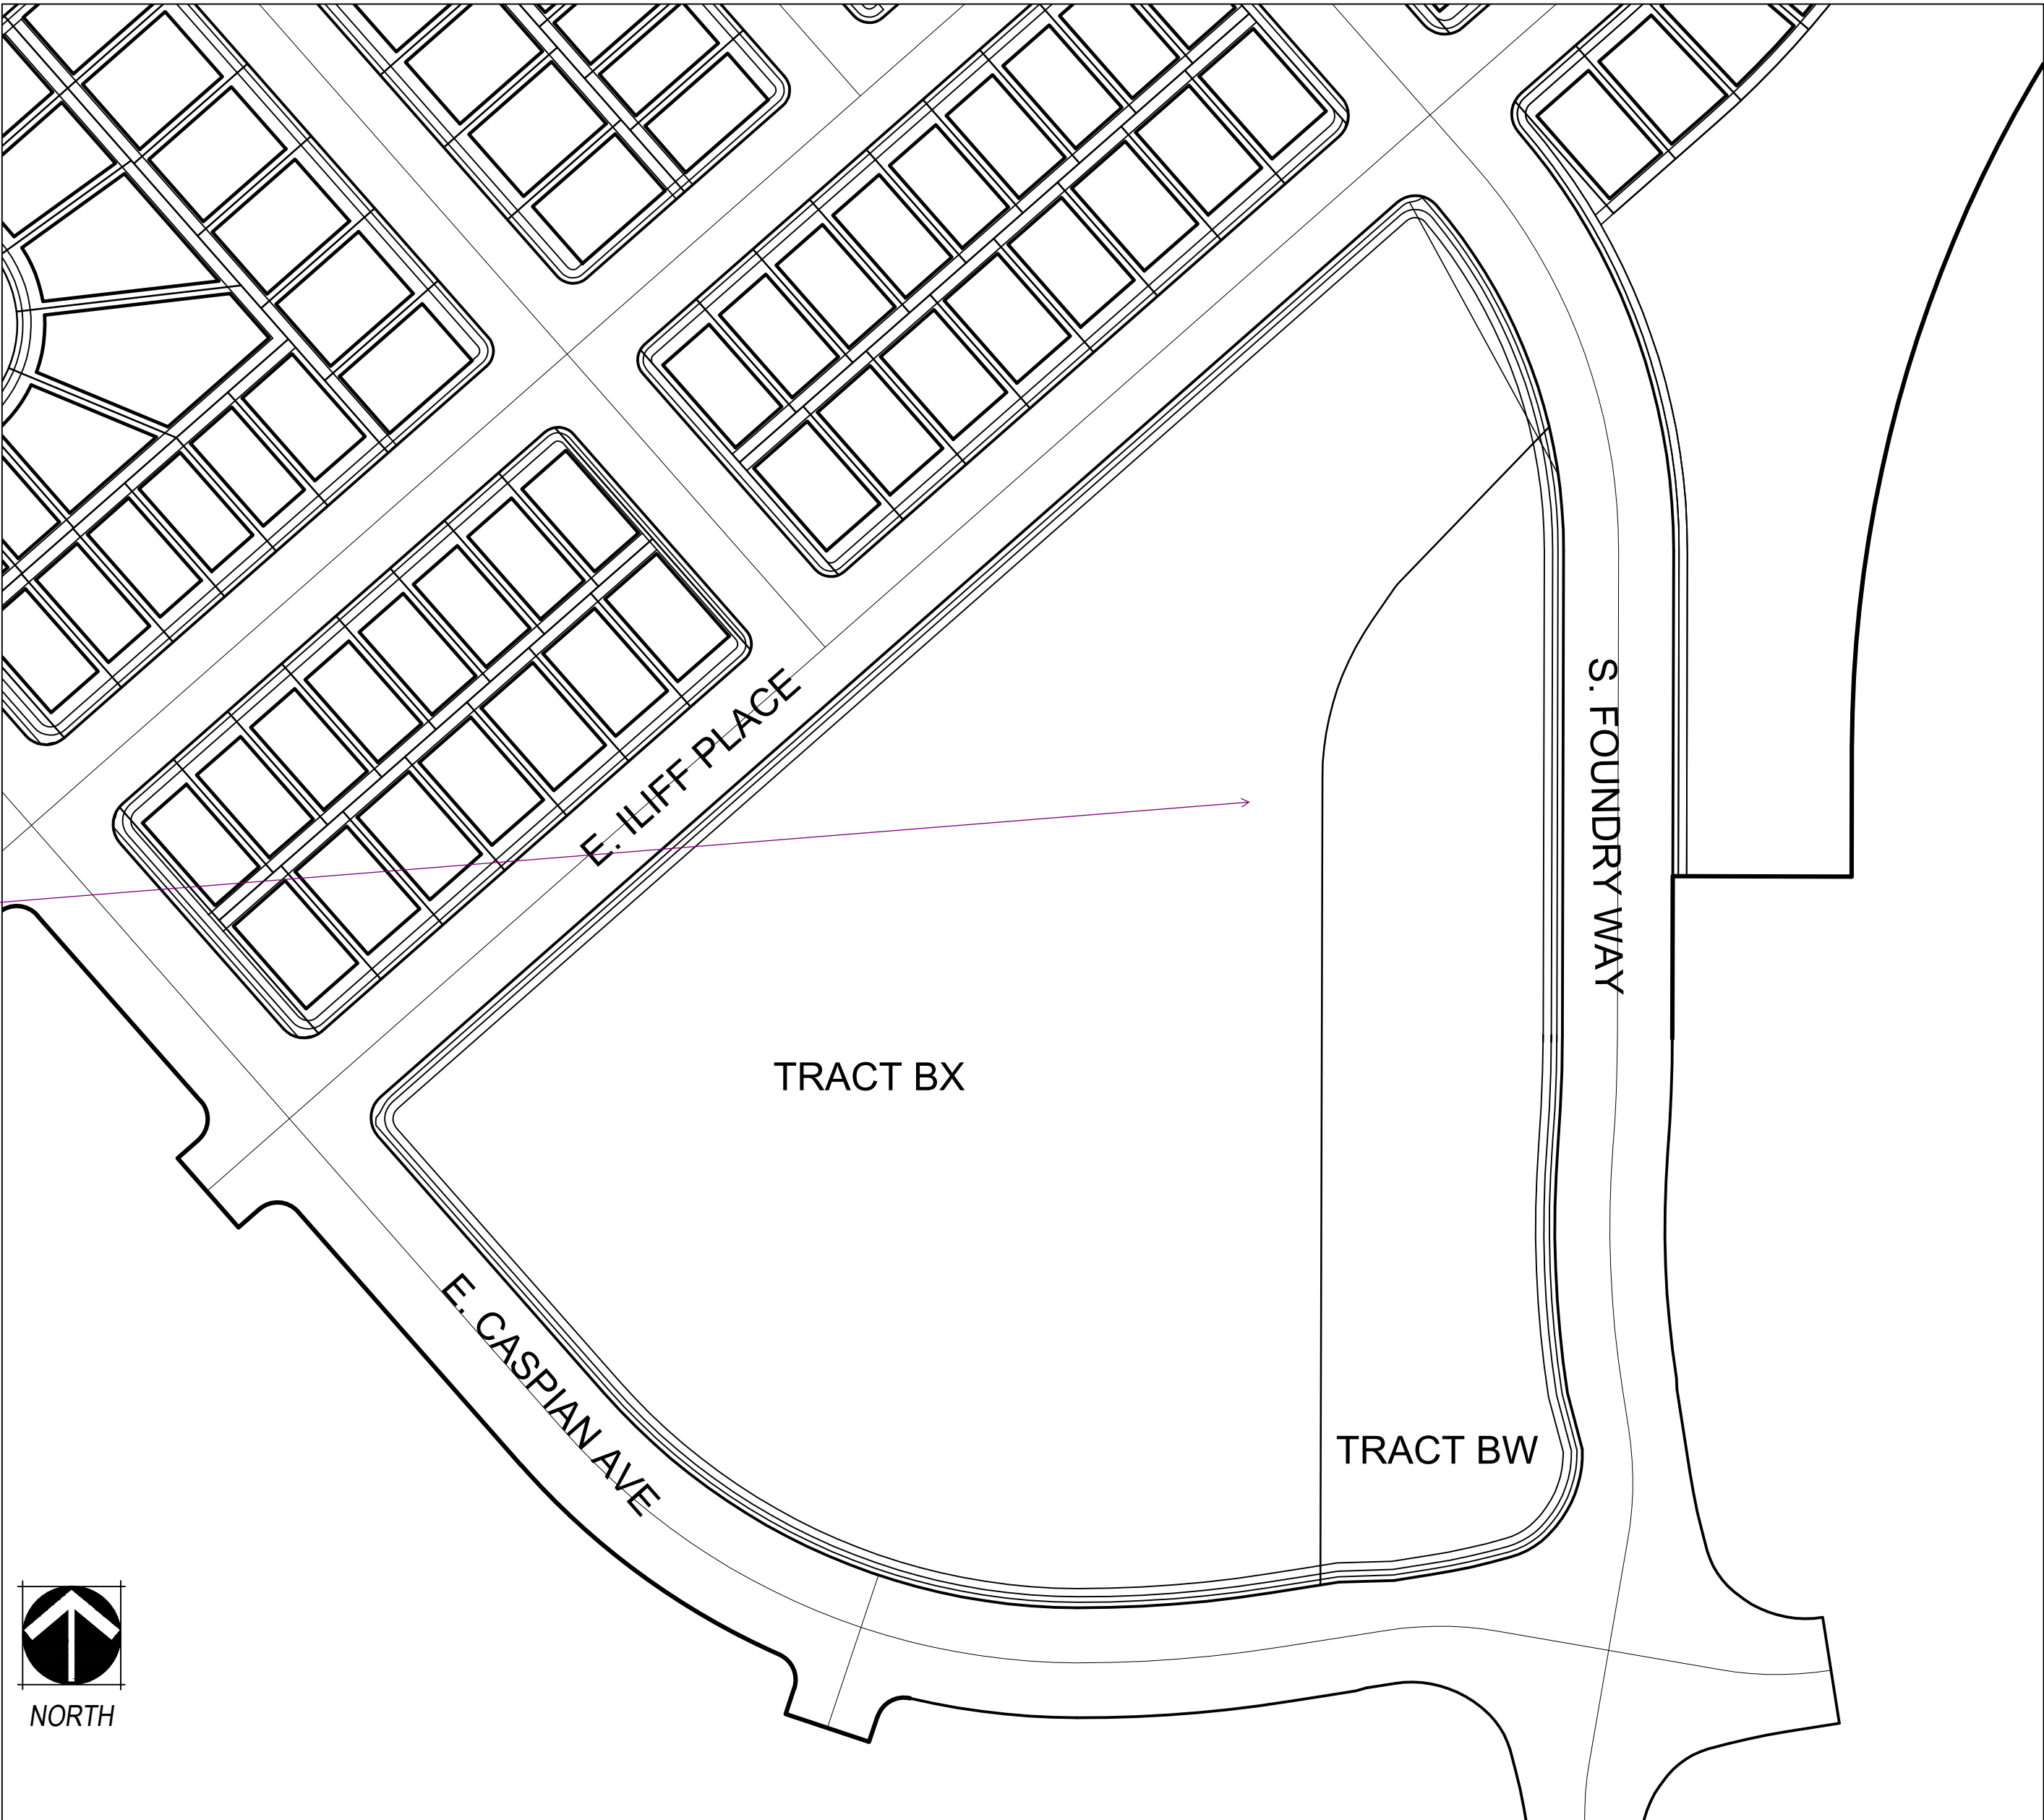 E. ILIFF PLACE
S. FOUNDRY WAY
TRACT BX
E. CASPIAN AVE
TRACT BW
NORTH